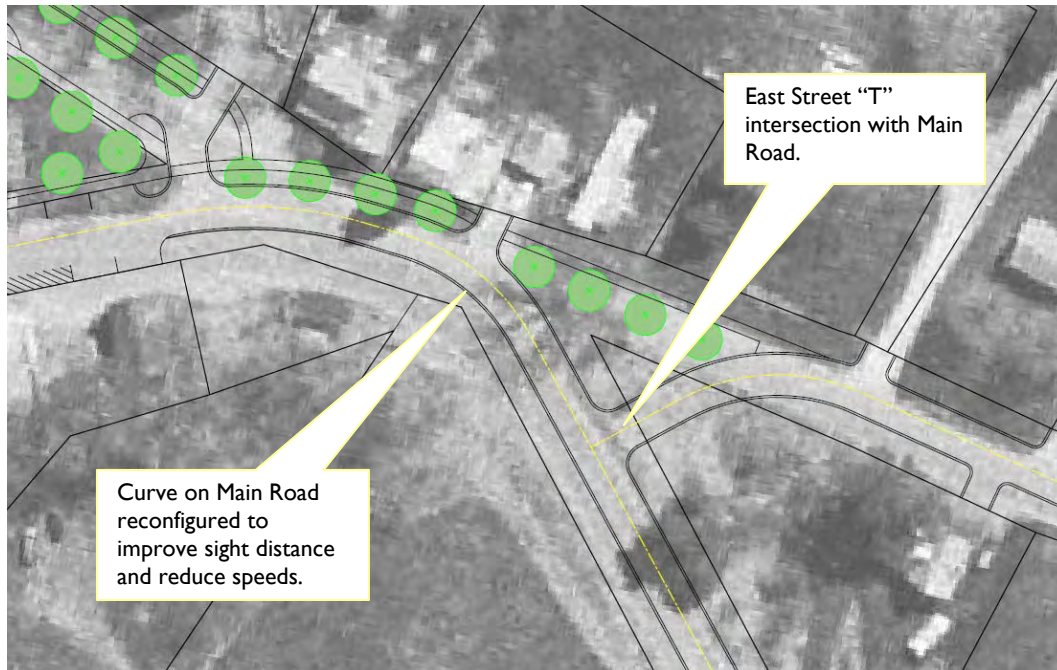 East Street “T”
intersection with Main
Road.
Curve on Main Road
reconfigured to
improve sight distance
and reduce speeds.